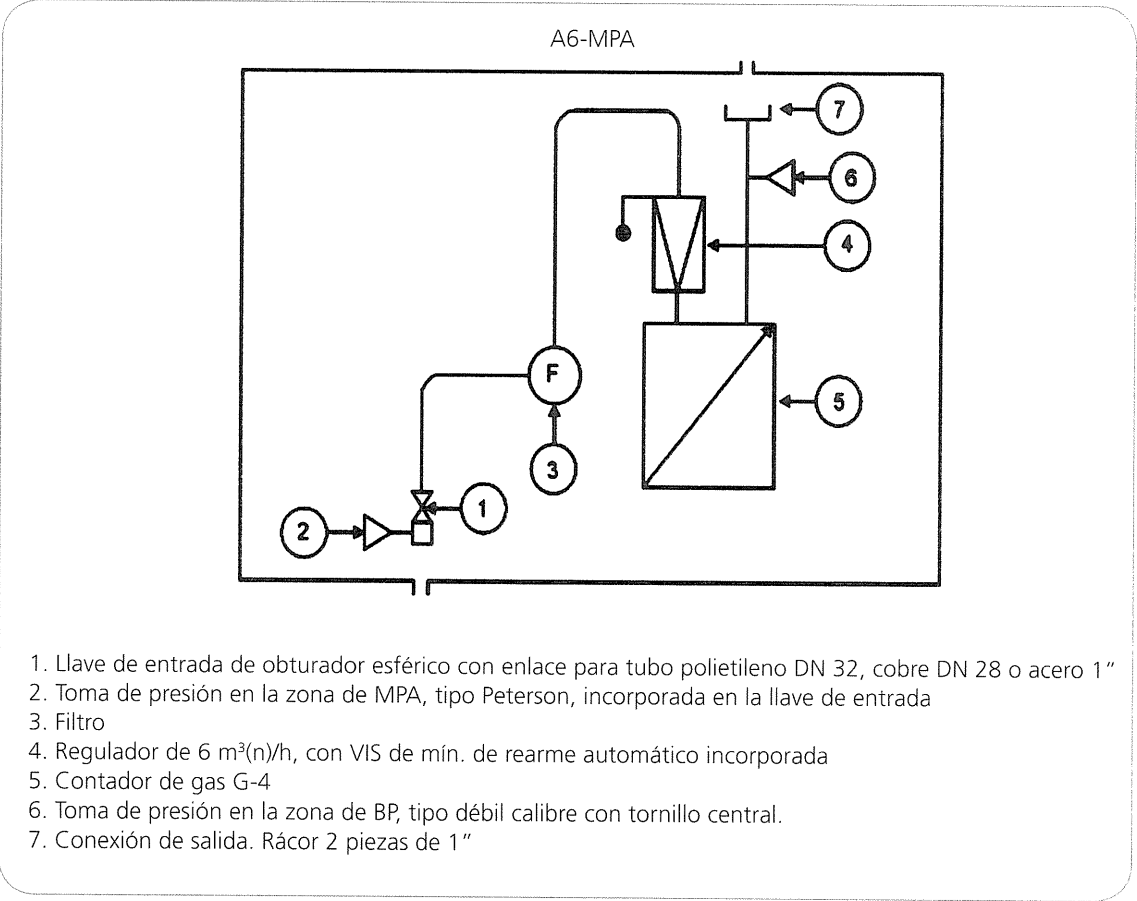 A6-MPA
7
6
4
F
5
3
1
2
1. Llave de entrada de obturador esférico con enlace para tubo polietileno DN 32, cobre DN 28 o acero 1”
2. Toma de presión en la zona de MPA, tipo Peterson, incorporada en la llave de entrada
3. Filtro
4. Regulador de 6 m³(n)/h, con VIS de mín. de rearme automático incorporada
5. Contador de gas G-4
6. Toma de presión en la zona de BP, tipo débil calibre con tornillo central.
7. Conexión de salida. Rácor 2 piezas de 1”